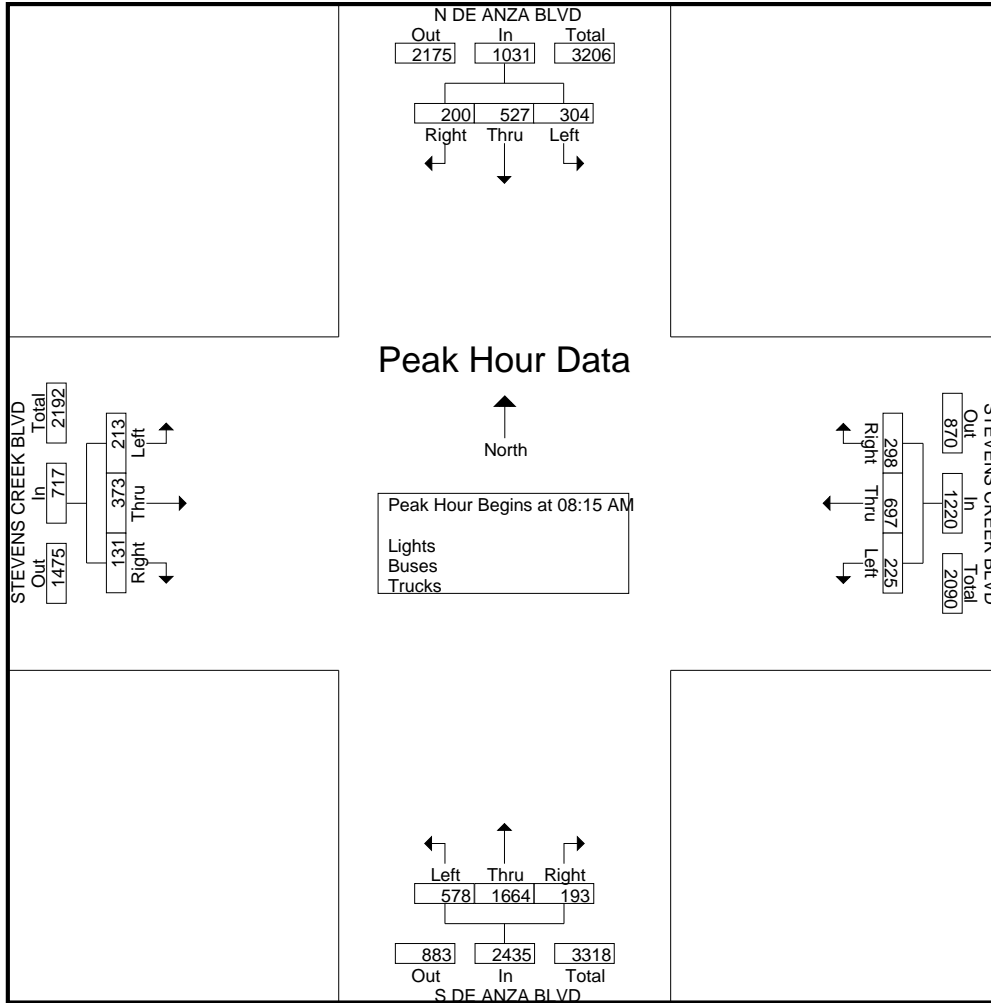 N DE ANZA BLVD
Out In Total
2175 1031 3206
200 527 304
Right Thru Left
Peak Hour Data
North
Peak Hour Begins at 08:15 AM
Lights
Buses
Trucks
STEVENS CREEK BLVD
Out In Total
1475 717 2192
131 373 213
Right Thru Left
STEVENS CREEK BLVD
Out In Total
870 1220 2090
298 697 225
Right Thru Left
Left Thru Right
578 1664 193
883 2435 3318
Out In Total
S DE ANZA BLVD